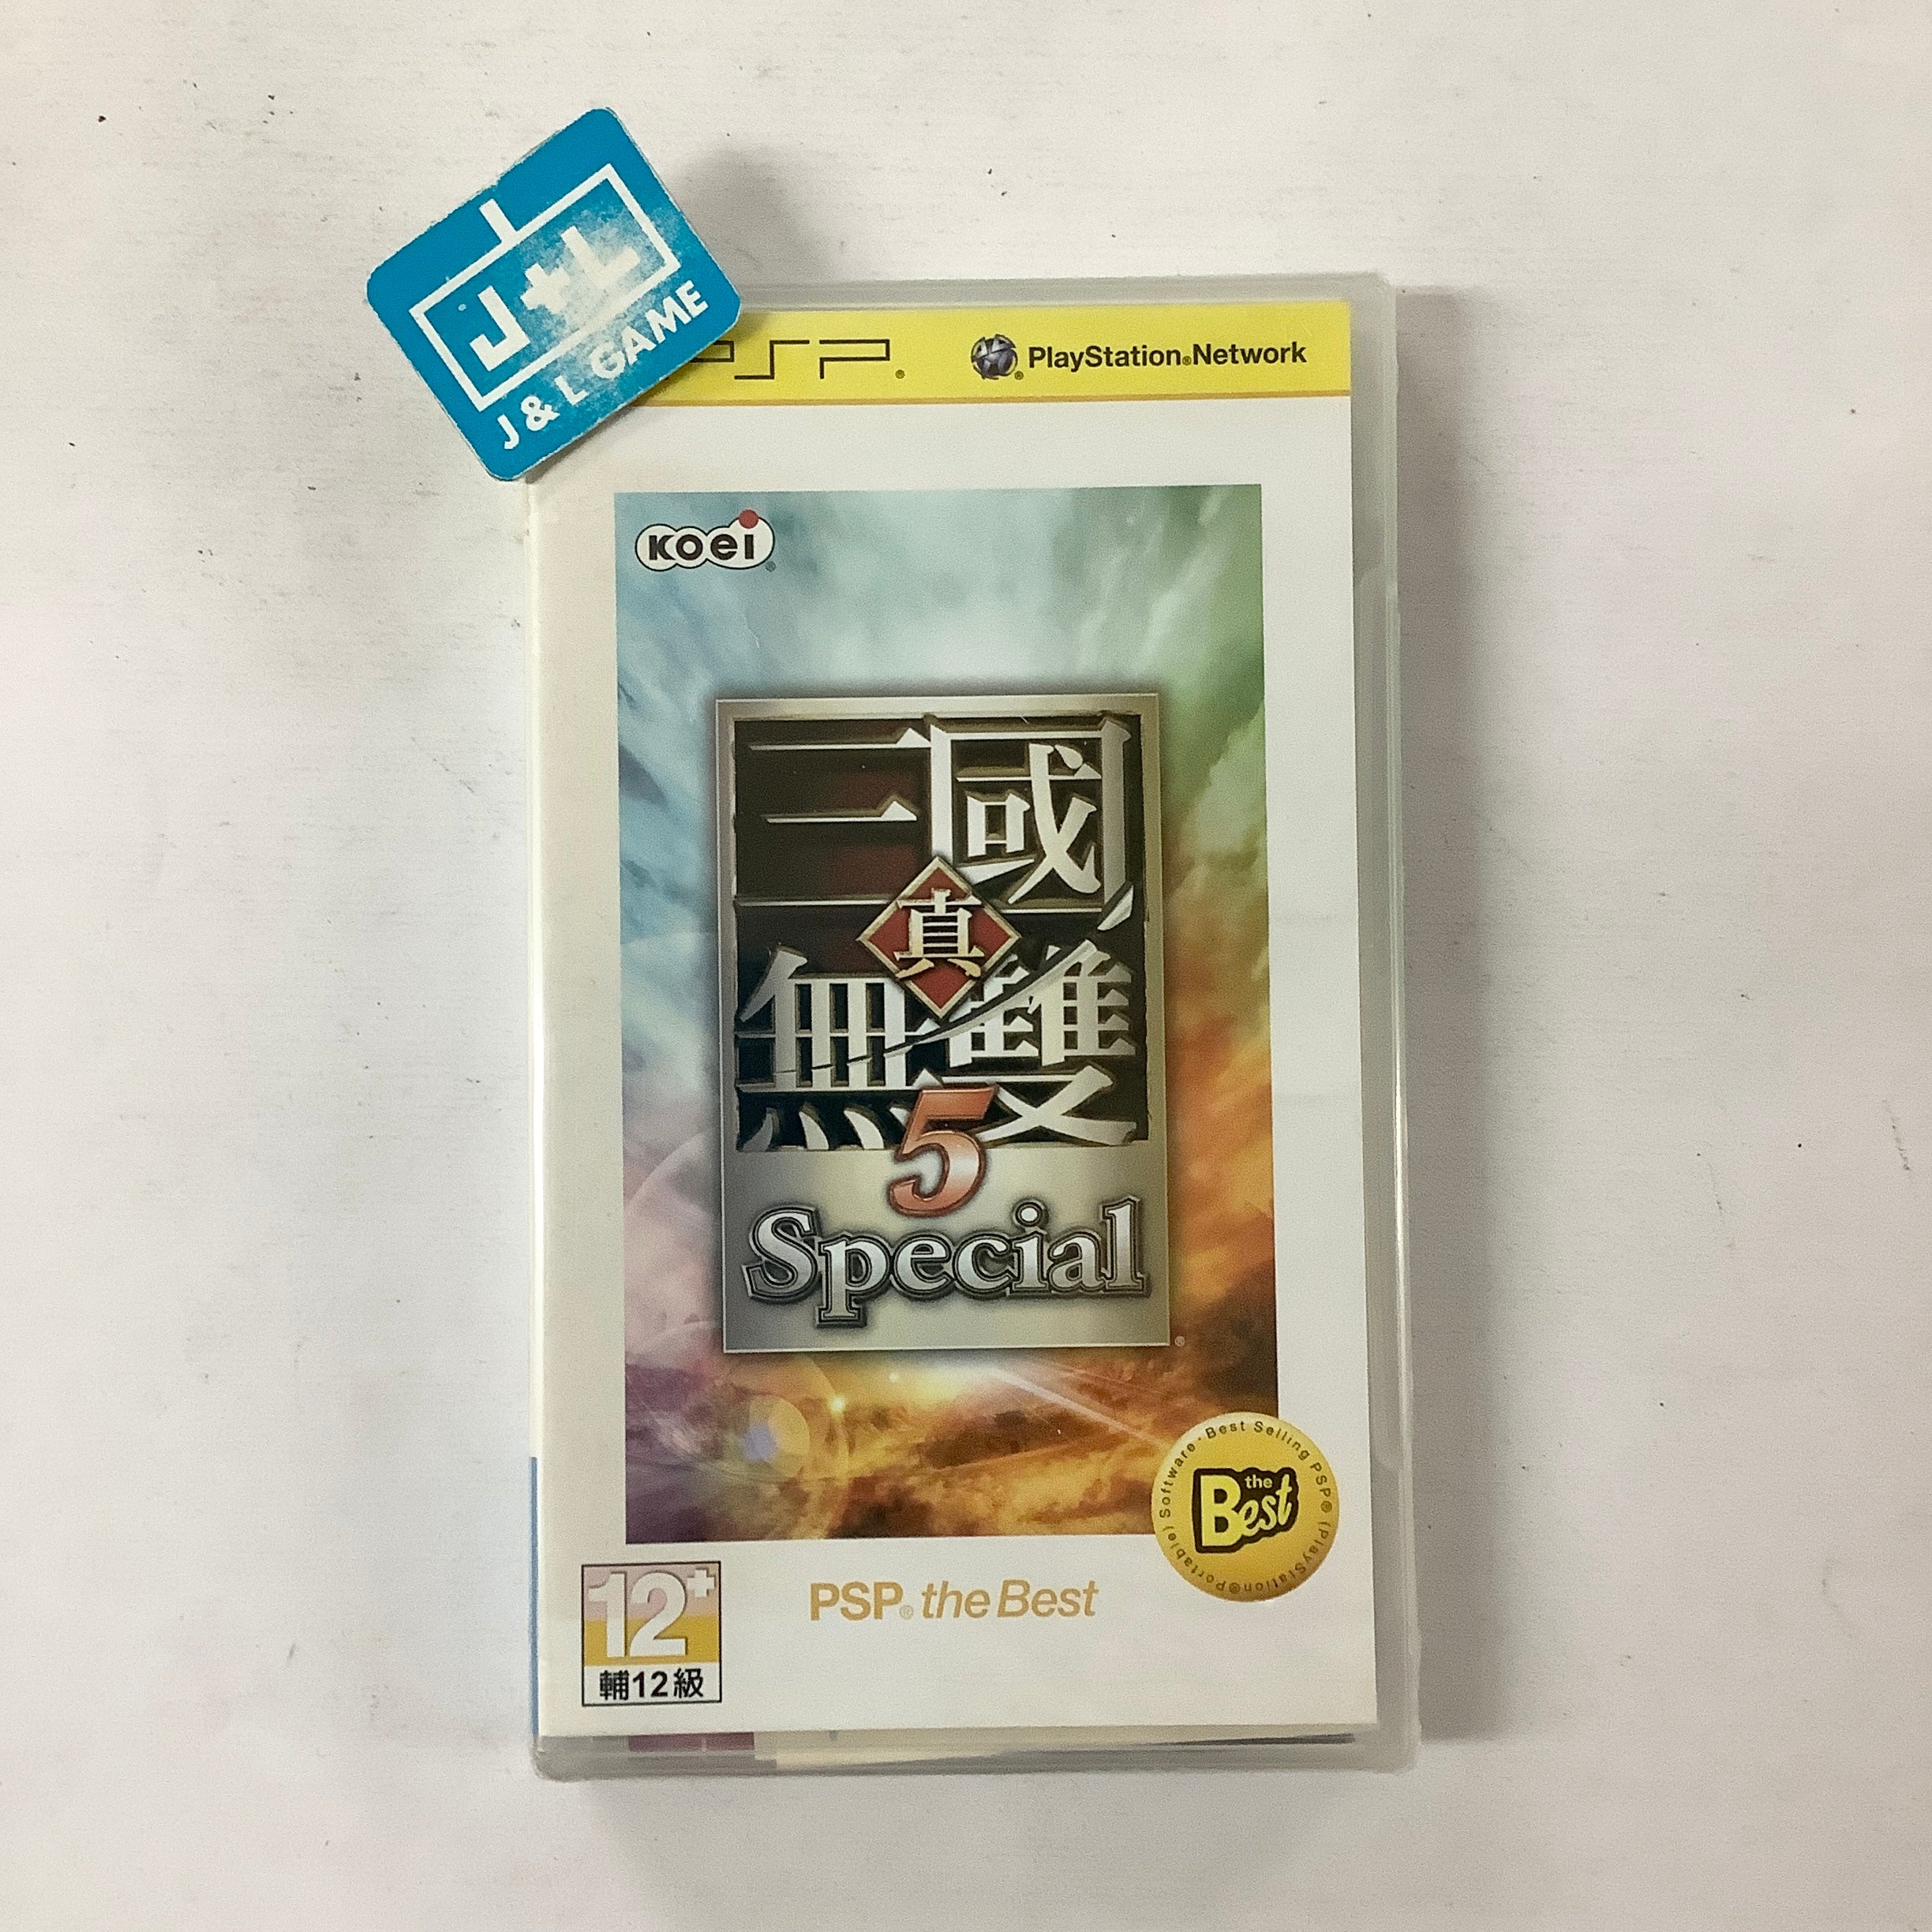 J+L
J & L GAME
PSP®
PlayStation®Network
KOEI®
三國
真
無雙
5
Special
Best Selling PSP® (PlayStation®Portable) Software
the
Best
PSP® the Best
12+
輔12級